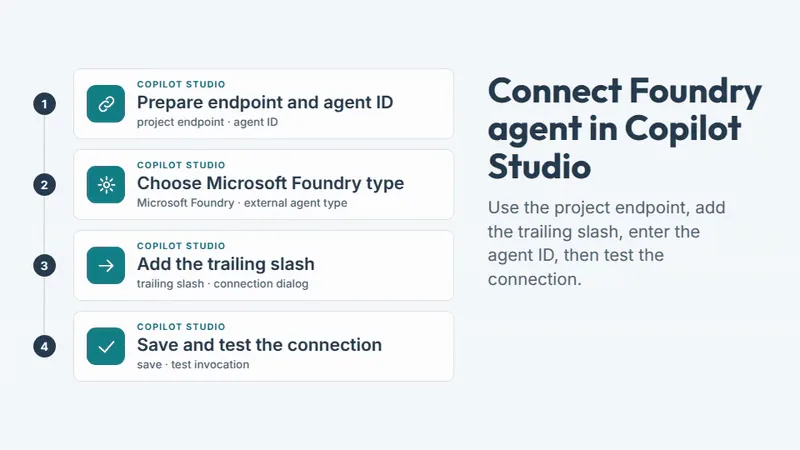 1
COPILOT STUDIO
Prepare endpoint and agent ID
project endpoint · agent ID
2
COPILOT STUDIO
Choose Microsoft Foundry type
Microsoft Foundry · external agent type
3
COPILOT STUDIO
Add the trailing slash
trailing slash · connection dialog
4
COPILOT STUDIO
Save and test the connection
save · test invocation
Connect Foundry
agent in Copilot
Studio
Use the project endpoint, add
the trailing slash, enter the
agent ID, then test the
connection.